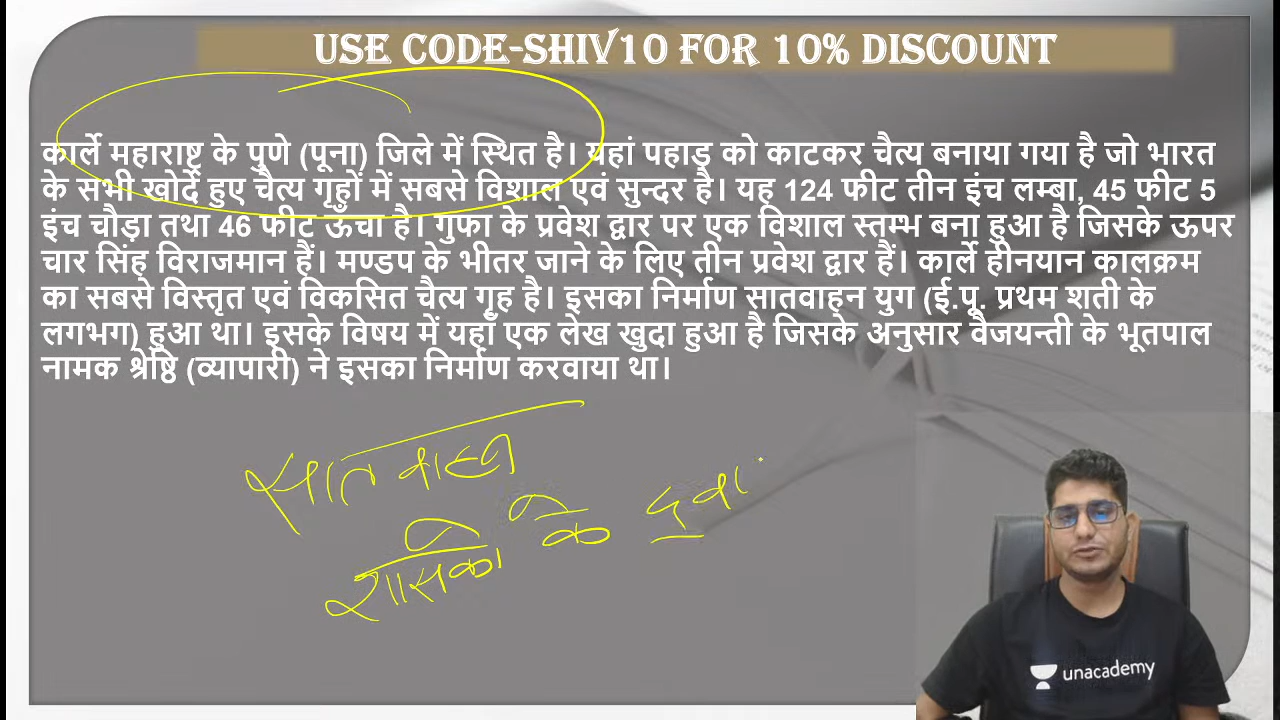 USE CODE-SHIV10 FOR 10% DISCOUNT
कार्ले महाराष्ट्र के पुणे (पूना) जिले में स्थित है। यहां पहाड़ को काटकर चैत्य बनाया गया है जो भारत
के सभी खोदे हुए चैत्य गृहों में सबसे विशाल एवं सुन्दर है। यह 124 फीट तीन इंच लम्बा, 45 फीट 5
इंच चौड़ा तथा 46 फीट ऊँचा है। गुफा के प्रवेश द्वार पर एक विशाल स्तम्भ बना हुआ है जिसके ऊपर
चार सिंह विराजमान हैं। मण्डप के भीतर जाने के लिए तीन प्रवेश द्वार हैं। कार्ले हीनयान कालक्रम
का सबसे विस्तृत एवं विकसित चैत्य गृह है। इसका निर्माण सातवाहन युग (ई.पू. प्रथम शती के
लगभग) हुआ था। इसके विषय में यहाँ एक लेख खुदा हुआ है जिसके अनुसार वैजयन्ती के भूतपाल
नामक श्रेष्ठि (व्यापारी) ने इसका निर्माण करवाया था।
सातवाहन
शासकों के द्वा
unacademy